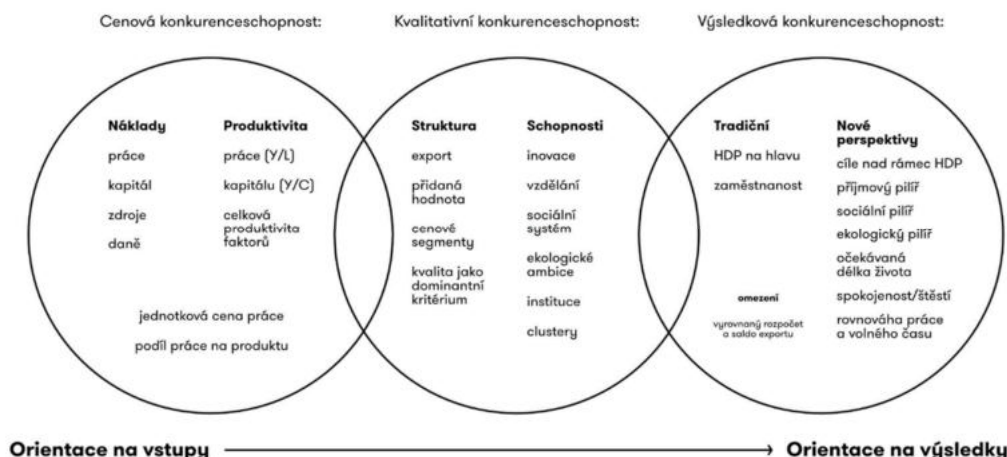 Cenová konkurenceschopnost:
Kvalitativní konkurenceschopnost:
Výsledková konkurenceschopnost:
Náklady
práce
kapitál
zdroje
daně
Produktivita
práce (Y/L)
kapitálu (Y/C)
celková
produktivita
faktorů
jednotková cena práce
podíl práce na produktu
Struktura
export
přidaná
hodnota
cenové
segmenty
kvalita jako
dominantní
kritérium
Schopnosti
inovace
vzdělání
sociální
systém
ekologické
ambice
instituce
clustery
Tradiční
HDP na hlavu
zaměstnanost
omezení
vyrovnaný rozpočet
a saldo exportu
Nové
perspektivy
cíle nad rámec HDP
příjmový pilíř
sociální pilíř
ekologický pilíř
očekávaná
délka života
spokojenost/štěstí
rovnováha práce
a volného času
Orientace na vstupy
Orientace na výsledky